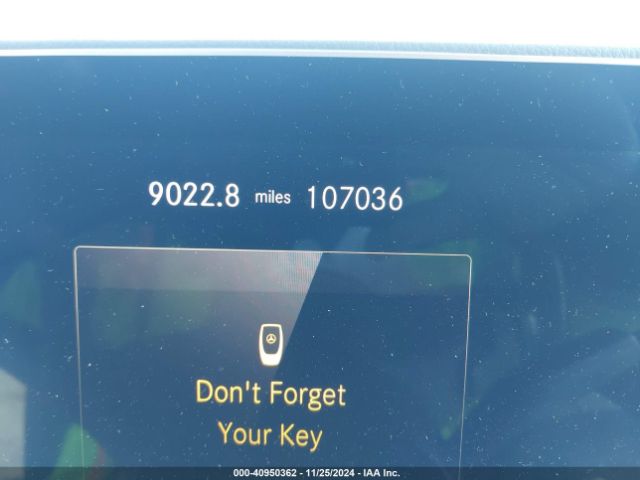 9022.8 miles 107036
Don't Forget
Your Key
000-40950362 - 11/25/2024 - IAA Inc.